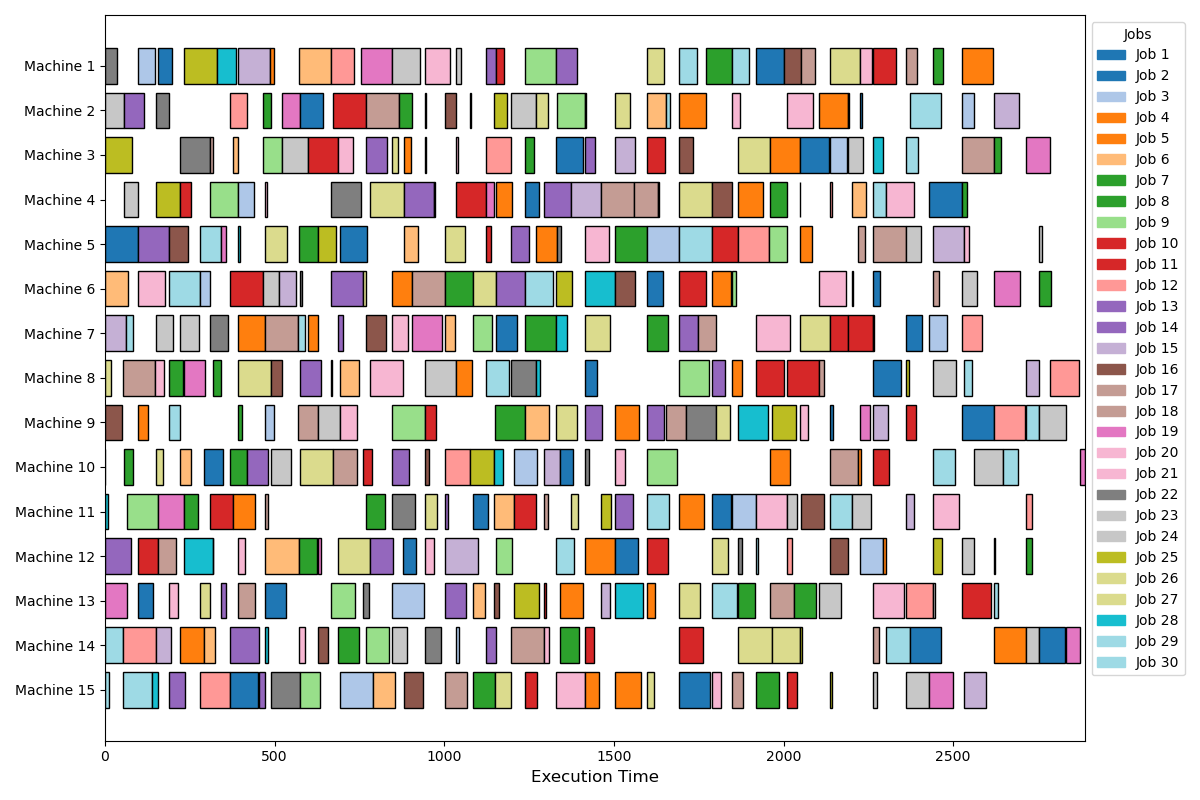 Machine 1
Machine 2
Machine 3
Machine 4
Machine 5
Machine 6
Machine 7
Machine 8
Machine 9
Machine 10
Machine 11
Machine 12
Machine 13
Machine 14
Machine 15
0 500 1000 1500 2000 2500
Execution Time
Jobs
Job 1
Job 2
Job 3
Job 4
Job 5
Job 6
Job 7
Job 8
Job 9
Job 10
Job 11
Job 12
Job 13
Job 14
Job 15
Job 16
Job 17
Job 18
Job 19
Job 20
Job 21
Job 22
Job 23
Job 24
Job 25
Job 26
Job 27
Job 28
Job 29
Job 30